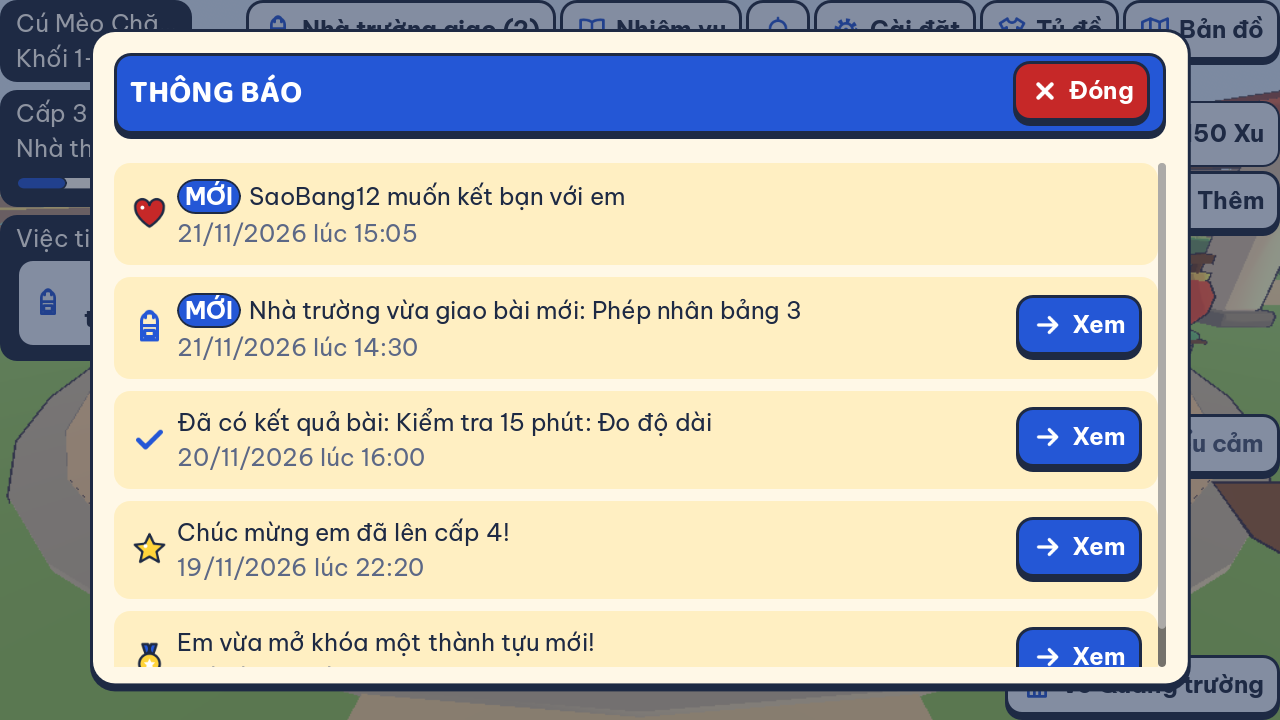 Cú Mèo Chă
Khối 1-
Nhà trường giao (2)
Nhiệm vụ
Cài đặt
Tủ đồ
Bản đồ
THÔNG BÁO
Đóng
Cấp 3
Nhà th
50 Xu
Thêm
Việc ti
MỚI SaoBang12 muốn kết bạn với em
21/11/2026 lúc 15:05
MỚI Nhà trường vừa giao bài mới: Phép nhân bảng 3
21/11/2026 lúc 14:30
Xem
Đã có kết quả bài: Kiểm tra 15 phút: Đo độ dài
20/11/2026 lúc 16:00
Xem
Chúc mừng em đã lên cấp 4!
19/11/2026 lúc 22:20
Xem
Em vừa mở khóa một thành tựu mới!
Xem
cảm
trường